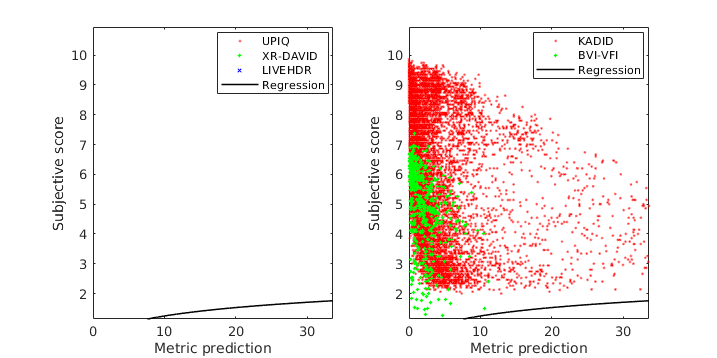 Subjective score
10
9
8
7
6
5
4
3
2
0
10
20
30
Metric prediction
UPIQ
XR-DAVID
LIVEHDR
Regression
Subjective score
10
9
8
7
6
5
4
3
2
0
10
20
30
Metric prediction
KADID
BVI-VFI
Regression